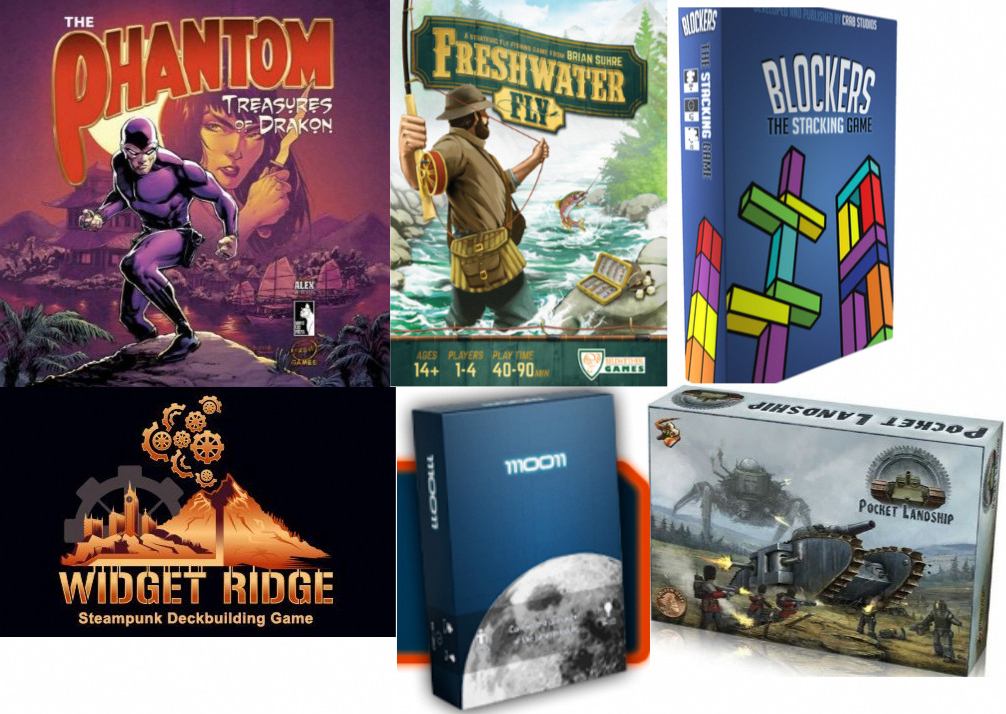 THE
PHANTOM
TREASURES
OF DRAKON
ALEX
GAMES
A STRATEGIC FLY FISHING GAME FROM BRIAN SUHRE
FRESHWATER
FLY
AGES PLAYERS PLAY TIME
14+ 1-4 40-90 MIN
GAMES
DEVELOPED AND PUBLISHED BY CRAB STUDIOS
BLOCKERS
THE STACKING GAME
BLOCKERS
THE STACKING GAME
WIDGET RIDGE
Steampunk Deckbuilding Game
moon
moon
POCKET LANDSHIP
POCKET LANDSHIP